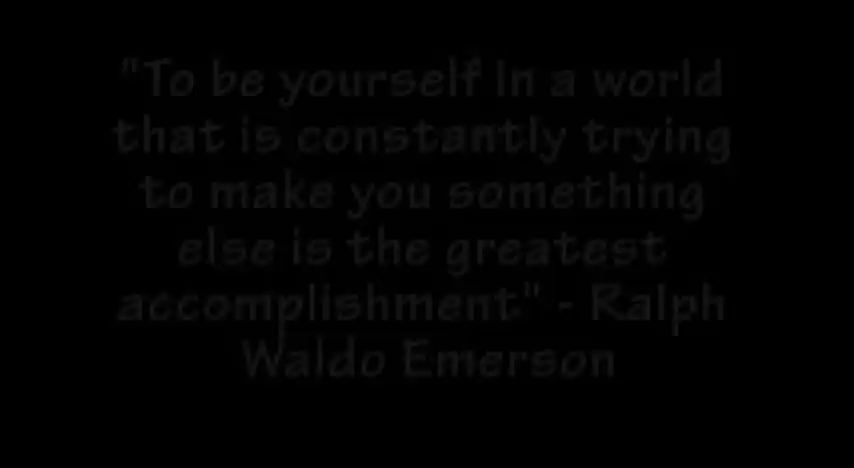 "To be yourself in a world
that is constantly trying
to make you something
else is the greatest
accomplishment" - Ralph
Waldo Emerson